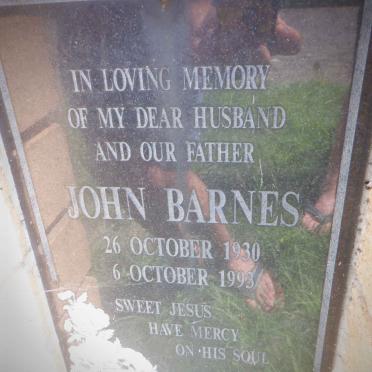 IN LOVING MEMORY
OF MY DEAR HUSBAND
AND OUR FATHER
JOHN BARNES
26 OCTOBER 1930
6 OCTOBER 1993
SWEET JESUS
HAVE MERCY
ON HIS SOUL